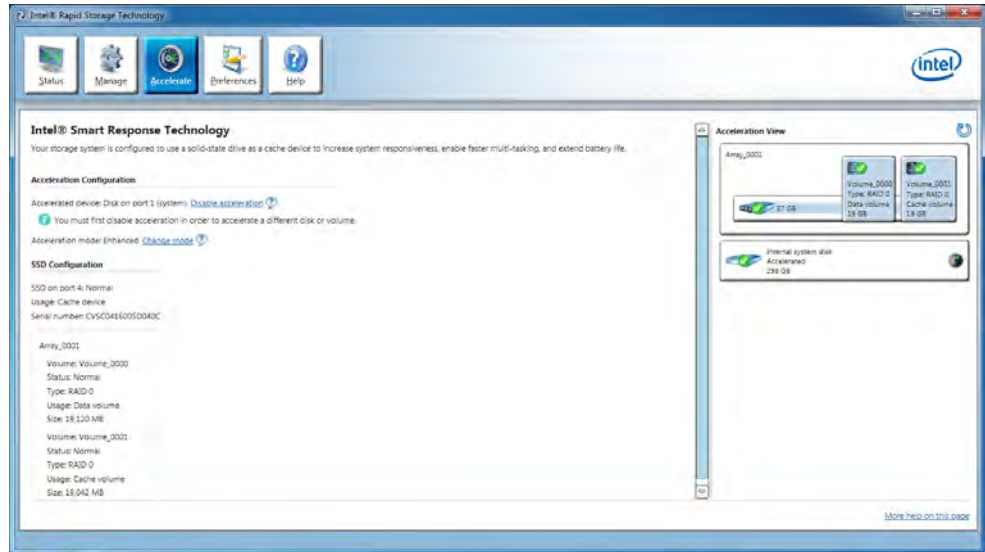 Intel® Rapid Storage Technology
Status
Manage
Accelerate
Preferences
Help
intel
Intel® Smart Response Technology
Your storage system is configured to use a solid-state drive as a cache device to increase system responsiveness, enable faster multi-tasking, and extend battery life.
Acceleration Configuration
Accelerated device: Disk on port 1 (system) Disable acceleration ?
You must first disable acceleration in order to accelerate a different disk or volume.
Acceleration mode: Enhanced Change mode ?
SSD Configuration
SSD on port 4: Normal
Usage: Cache device
Serial number:
Array_0001
Volume: Volume_0000
Status: Normal
Type: RAID 0
Usage: Data volume
Size: 19,120 MB
Volume: Volume_0001
Status: Normal
Type: RAID 0
Usage: Cache volume
Size: 19,042 MB
Acceleration View
Array_0001
37 GB
Volume_0000
Type: RAID 0
Data volume
19 GB
Volume_0001
Type: RAID 0
Cache volume
19 GB
Internal system disk
Accelerated
298 GB
More help on this page